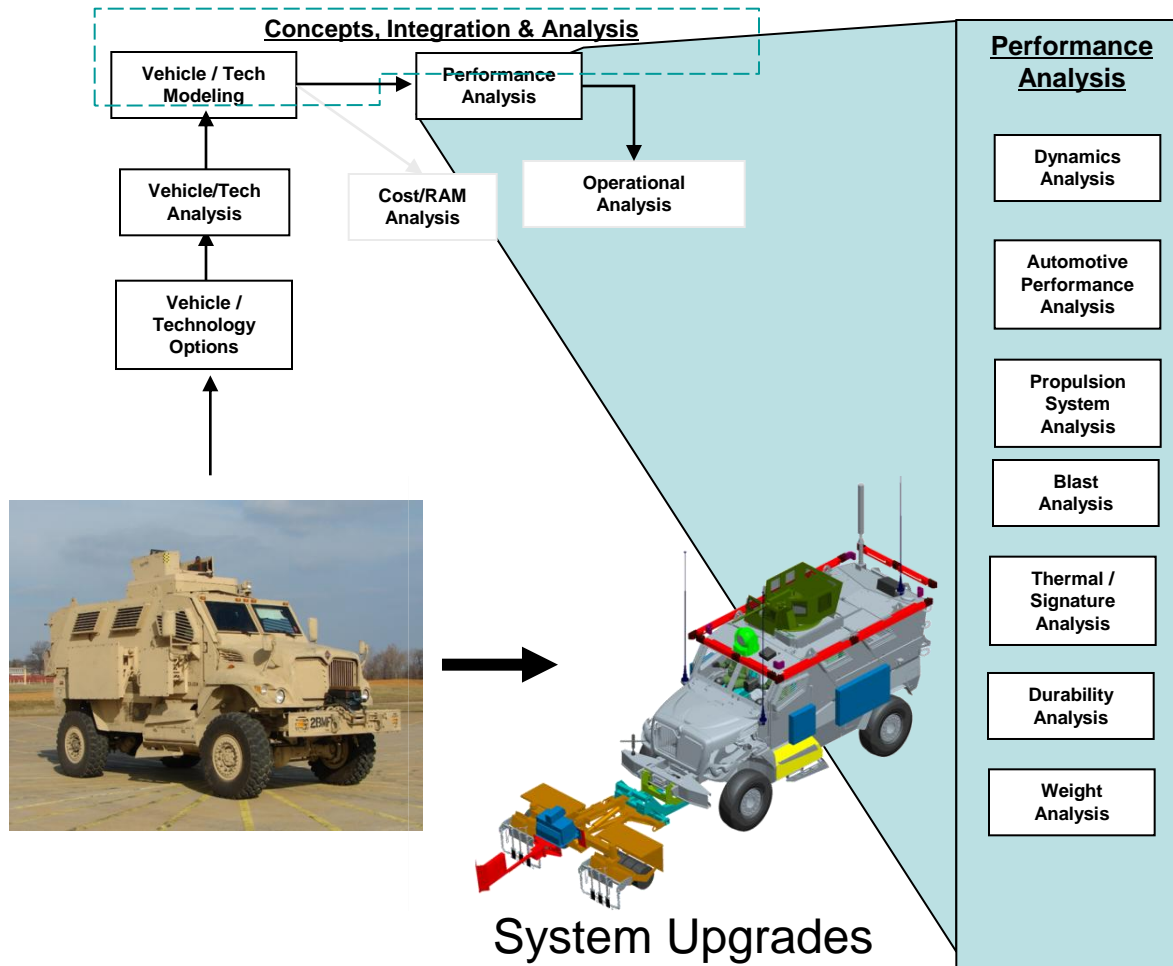 Concepts, Integration & Analysis
Vehicle / Tech
Modeling
Performance
Analysis
Vehicle/Tech
Analysis
Cost/RAM
Analysis
Operational
Analysis
Vehicle /
Technology
Options
Performance
Analysis
Dynamics
Analysis
Automotive
Performance
Analysis
Propulsion
System
Analysis
Blast
Analysis
Thermal /
Signature
Analysis
Durability
Analysis
Weight
Analysis
System Upgrades